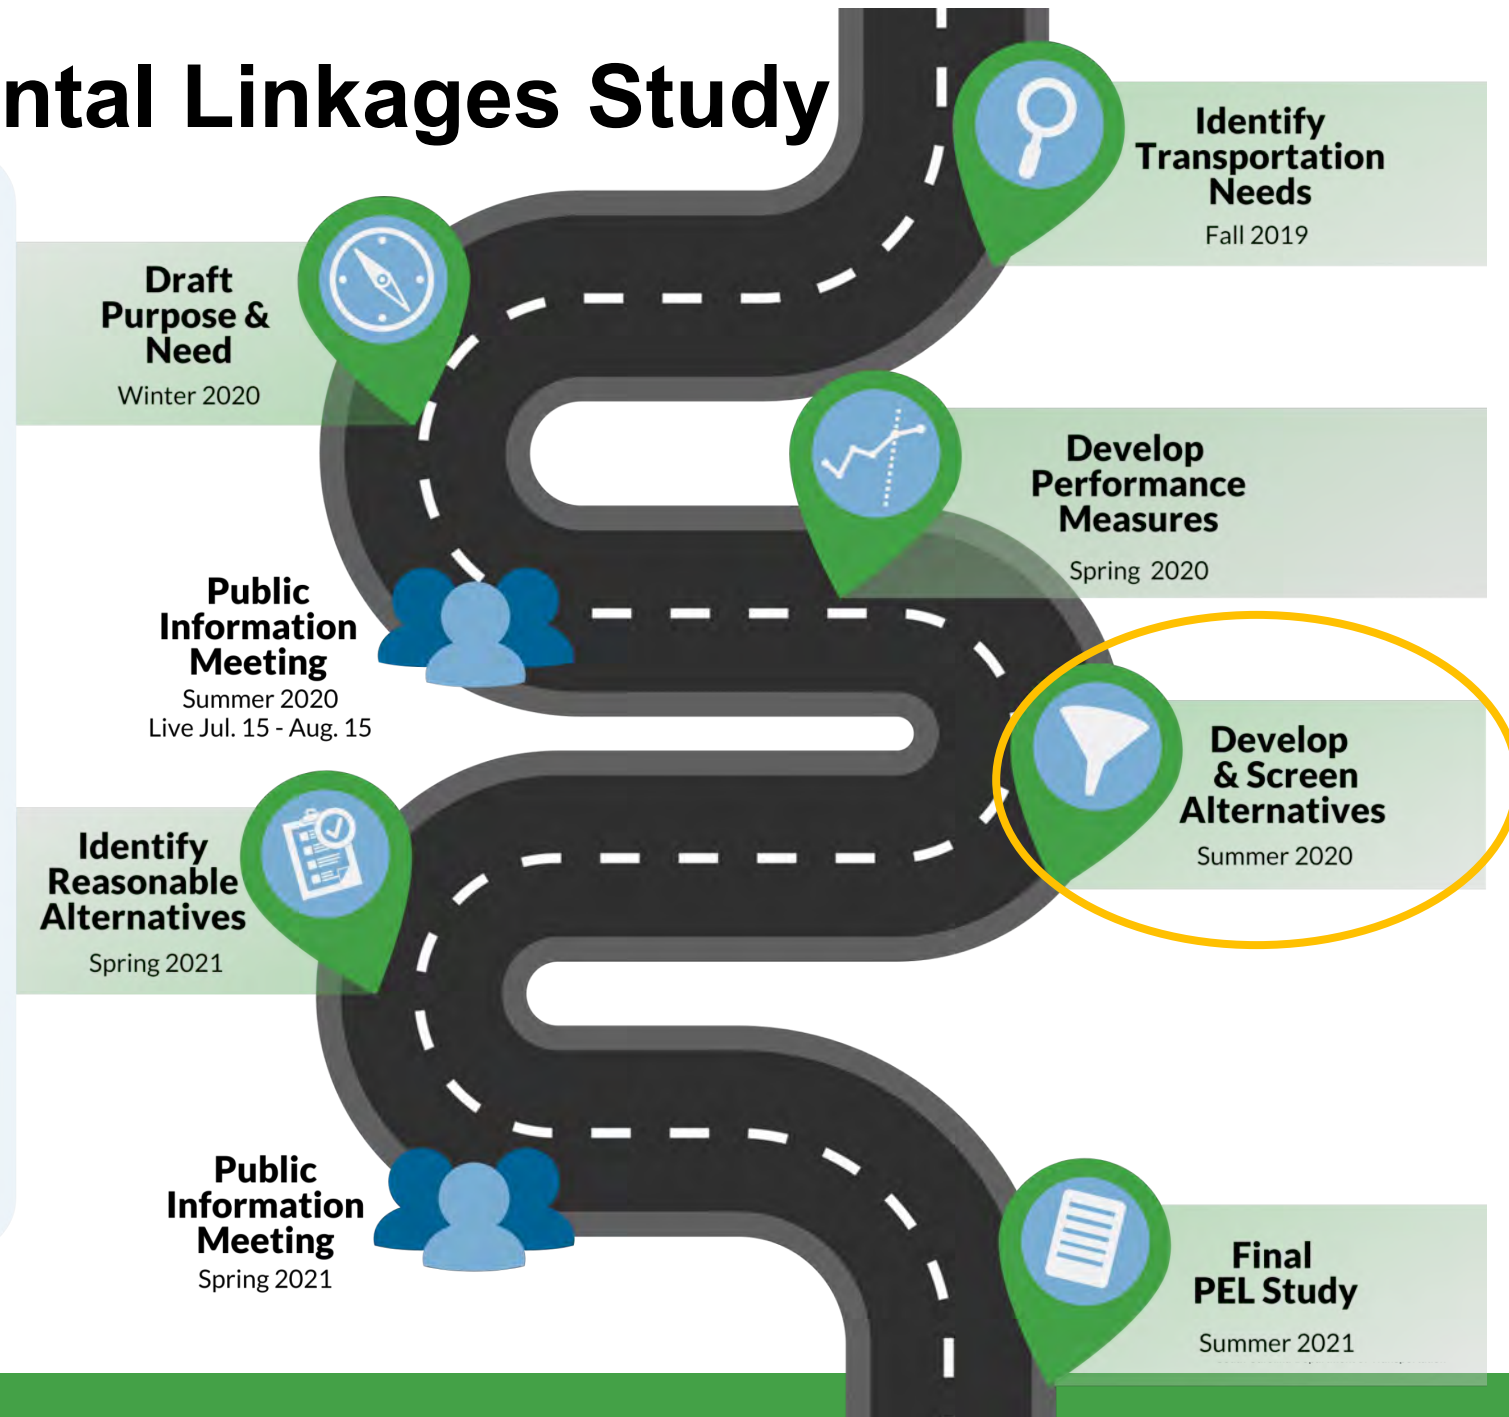 ntal Linkages Study
Identify
Transportation
Needs
Fall 2019
Draft
Purpose &
Need
Winter 2020
Develop
Performance
Measures
Spring 2020
Public
Information
Meeting
Summer 2020
Live Jul. 15 - Aug. 15
Develop
& Screen
Alternatives
Summer 2020
Identify
Reasonable
Alternatives
Spring 2021
Public
Information
Meeting
Spring 2021
Final
PEL Study
Summer 2021